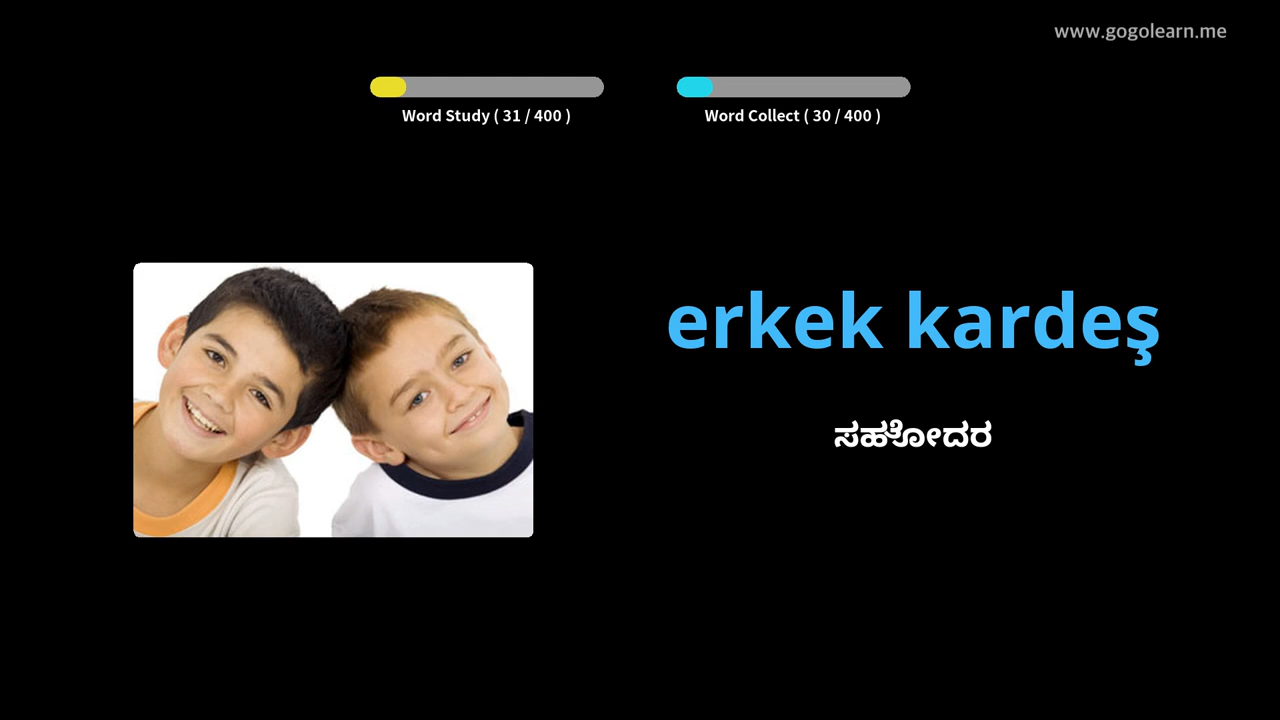 www.gogolearn.me
Word Study ( 31 / 400 )
Word Collect ( 30 / 400 )
erkek kardeş
ಸಹೋದರ